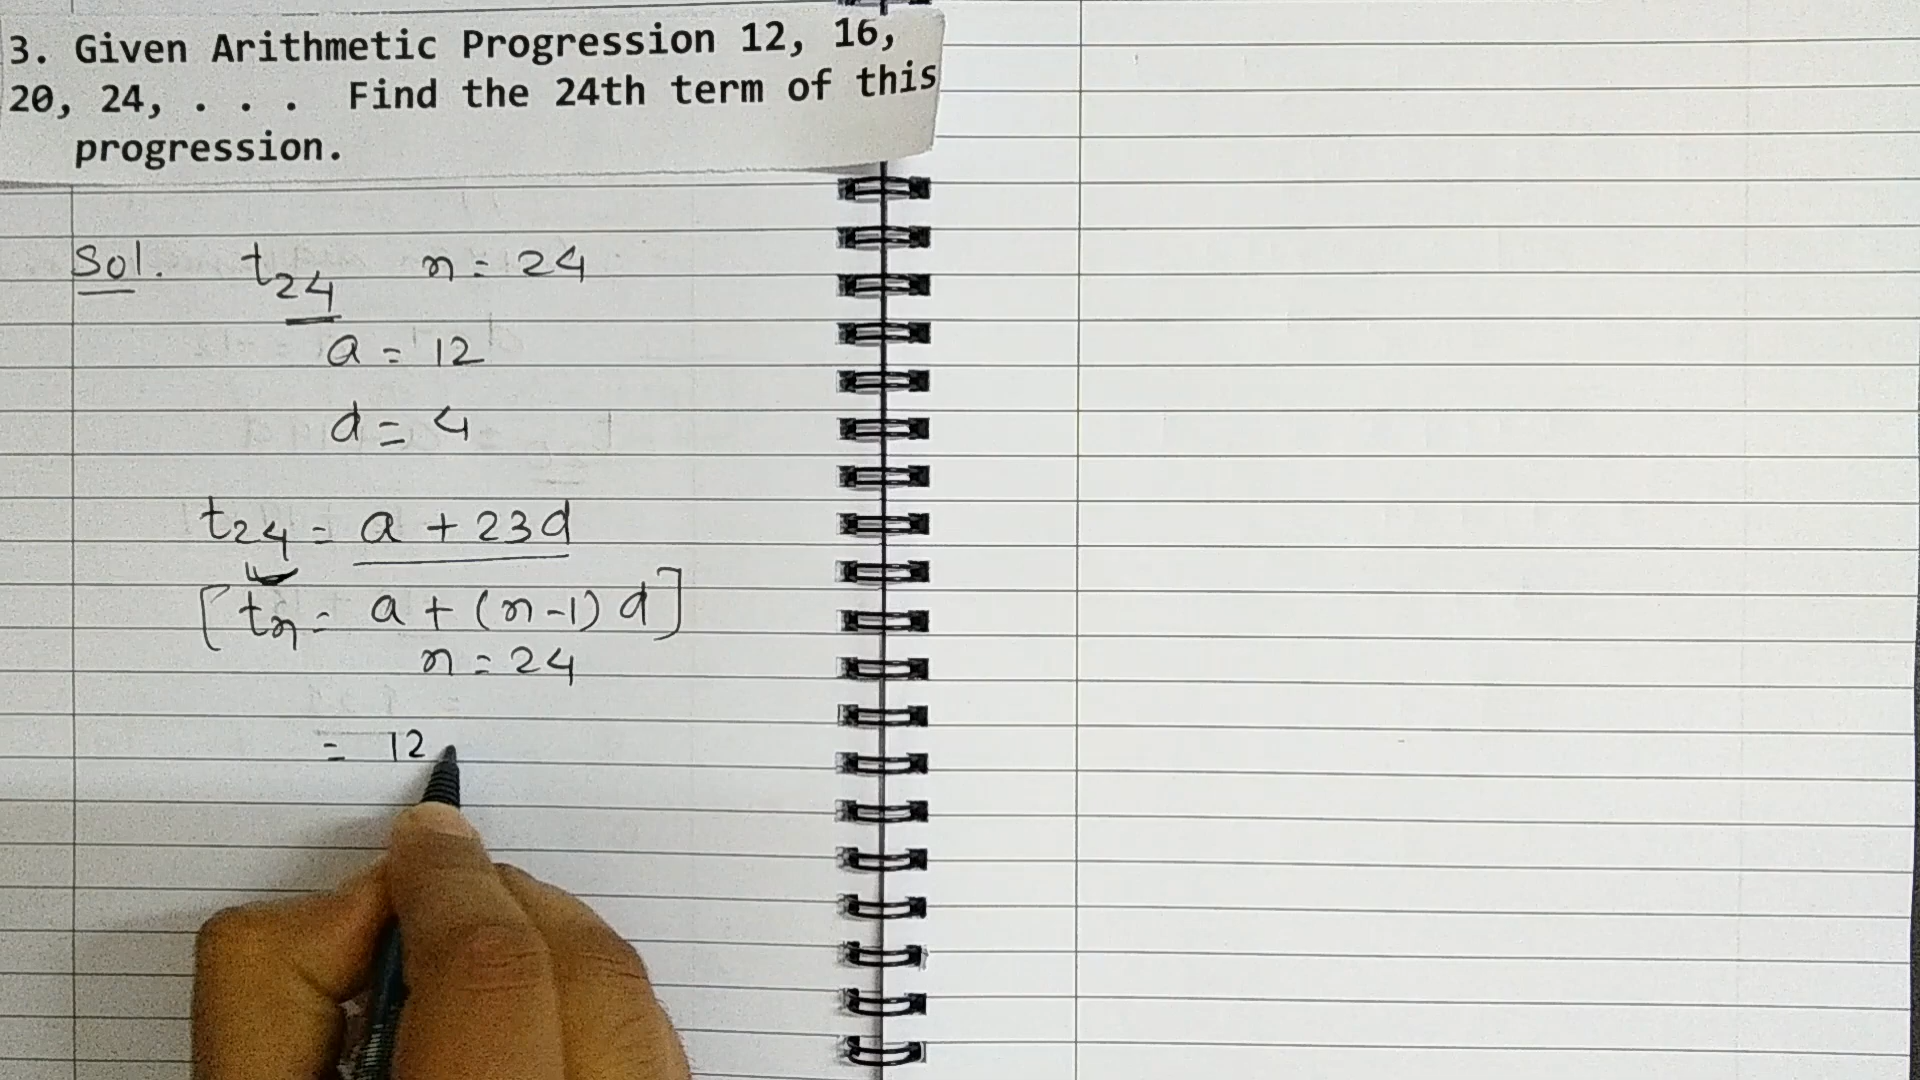 3. Given Arithmetic Progression 12, 16,
20, 24, . . . Find the 24th term of this
progression.
Sol. t24 n = 24
a = 12
d = 4
t24 = a + 23d
[tn = a + (n-1) d]
n = 24
= 12